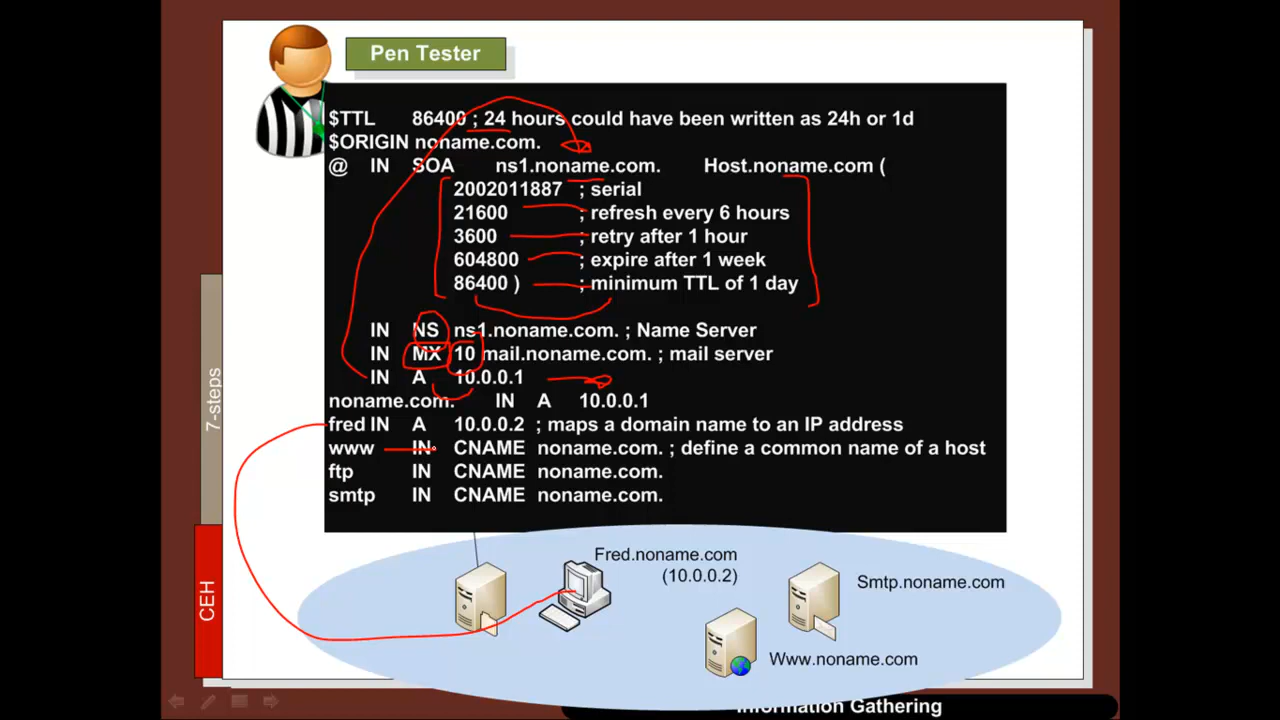 Pen Tester
$TTL 86400 ; 24 hours could have been written as 24h or 1d
$ORIGIN noname.com.
@ IN SOA ns1.noname.com. Host.noname.com (
2002011887 ; serial
21600 ; refresh every 6 hours
3600 ; retry after 1 hour
604800 ; expire after 1 week
86400 ) ; minimum TTL of 1 day
IN NS ns1.noname.com. ; Name Server
IN MX 10 mail.noname.com. ; mail server
IN A 10.0.0.1
noname.com. IN A 10.0.0.1
fred IN A 10.0.0.2 ; maps a domain name to an IP address
www IN CNAME noname.com. ; define a common name of a host
ftp IN CNAME noname.com.
smtp IN CNAME noname.com.
7-steps
CEH
Fred.noname.com
(10.0.0.2)
Smtp.noname.com
Www.noname.com
Information Gathering